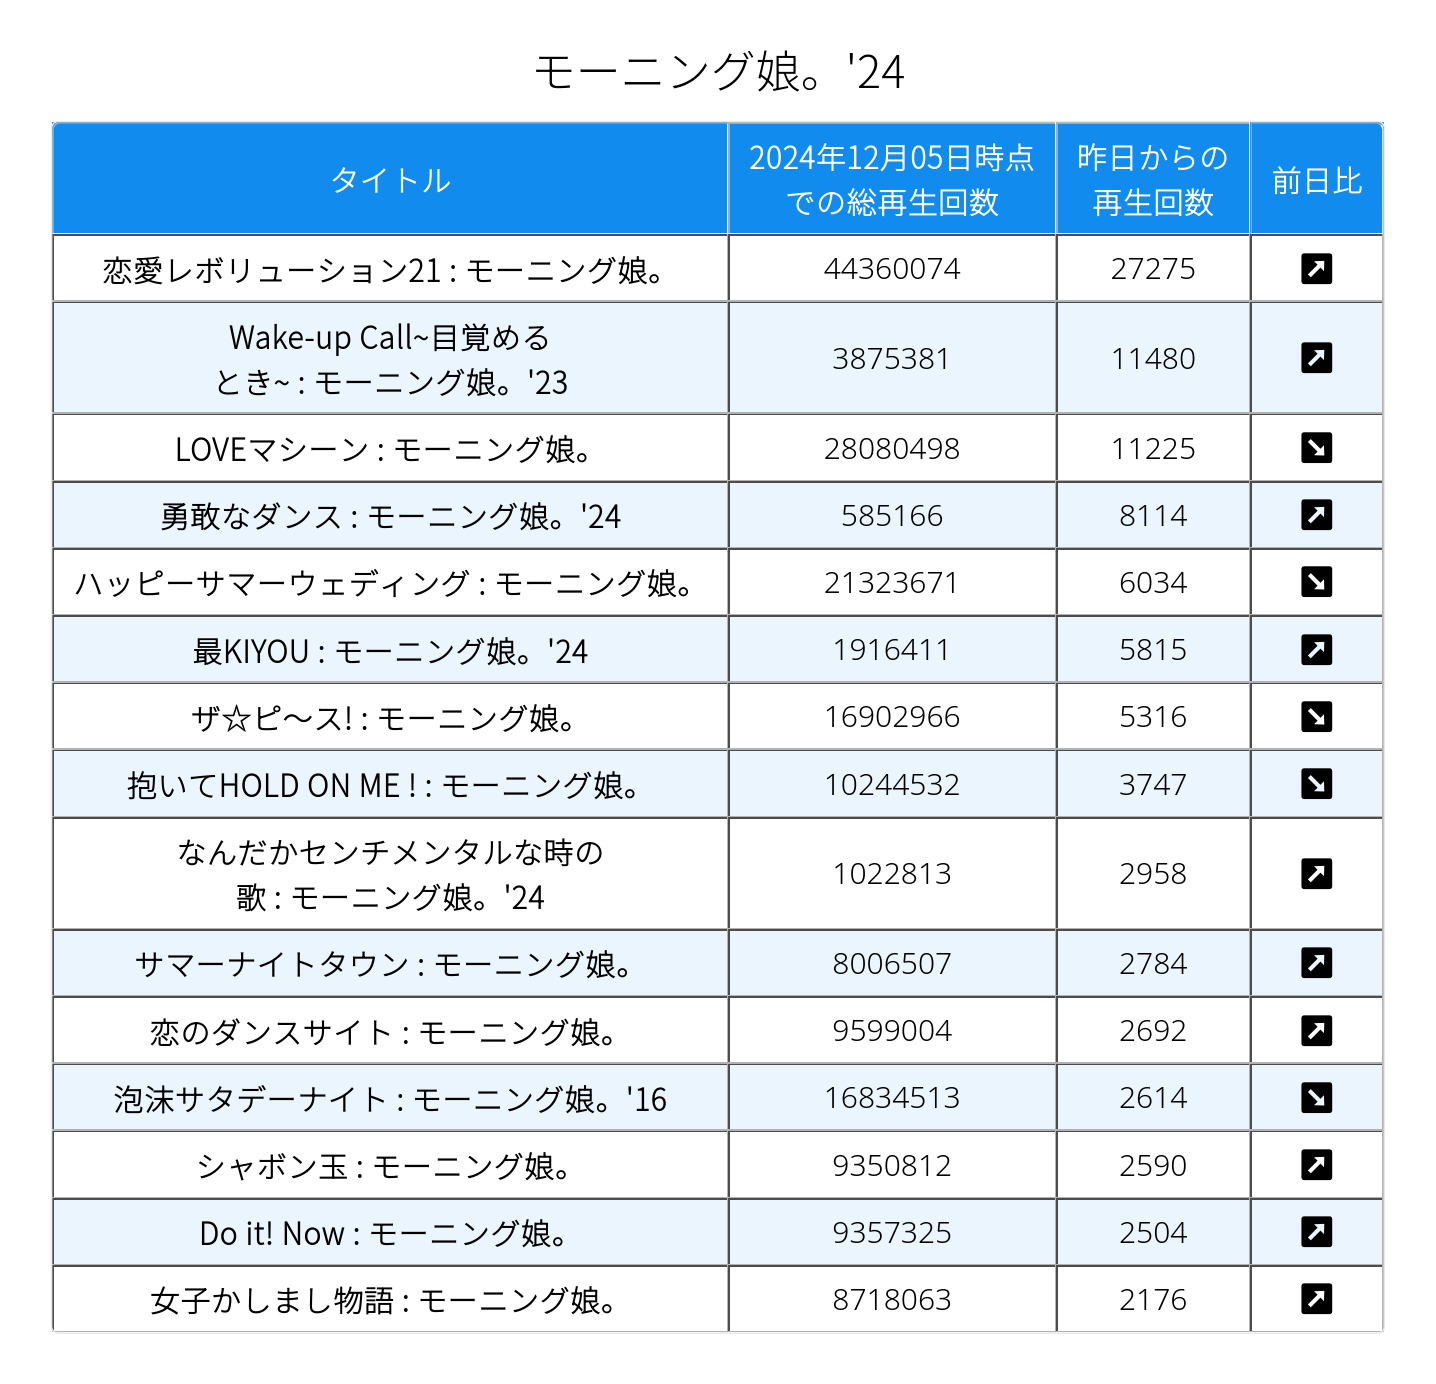 モーニング娘。'24
タイトル
2024年12月05日時点
での総再生回数
昨日からの
再生回数
前日比
恋愛レボリューション21 : モーニング娘。 44360074 27275 ↗
Wake-up Call~目覚める
とき~ : モーニング娘。'23 3875381 11480 ↗
LOVEマシーン : モーニング娘。 28080498 11225 ↘
勇敢なダンス : モーニング娘。'24 585166 8114 ↗
ハッピーサマーウェディング : モーニング娘。 21323671 6034 ↘
最KIYOU : モーニング娘。'24 1916411 5815 ↗
ザ☆ピ〜ス! : モーニング娘。 16902966 5316 ↘
抱いてHOLD ON ME ! : モーニング娘。 10244532 3747 ↘
なんだかセンチメンタルな時の
歌 : モーニング娘。'24 1022813 2958 ↗
サマーナイトタウン : モーニング娘。 8006507 2784 ↗
恋のダンスサイト : モーニング娘。 9599004 2692 ↗
泡沫サタデーナイト : モーニング娘。'16 16834513 2614 ↘
シャボン玉 : モーニング娘。 9350812 2590 ↗
Do it! Now : モーニング娘。 9357325 2504 ↗
女子かしまし物語 : モーニング娘。 8718063 2176 ↗